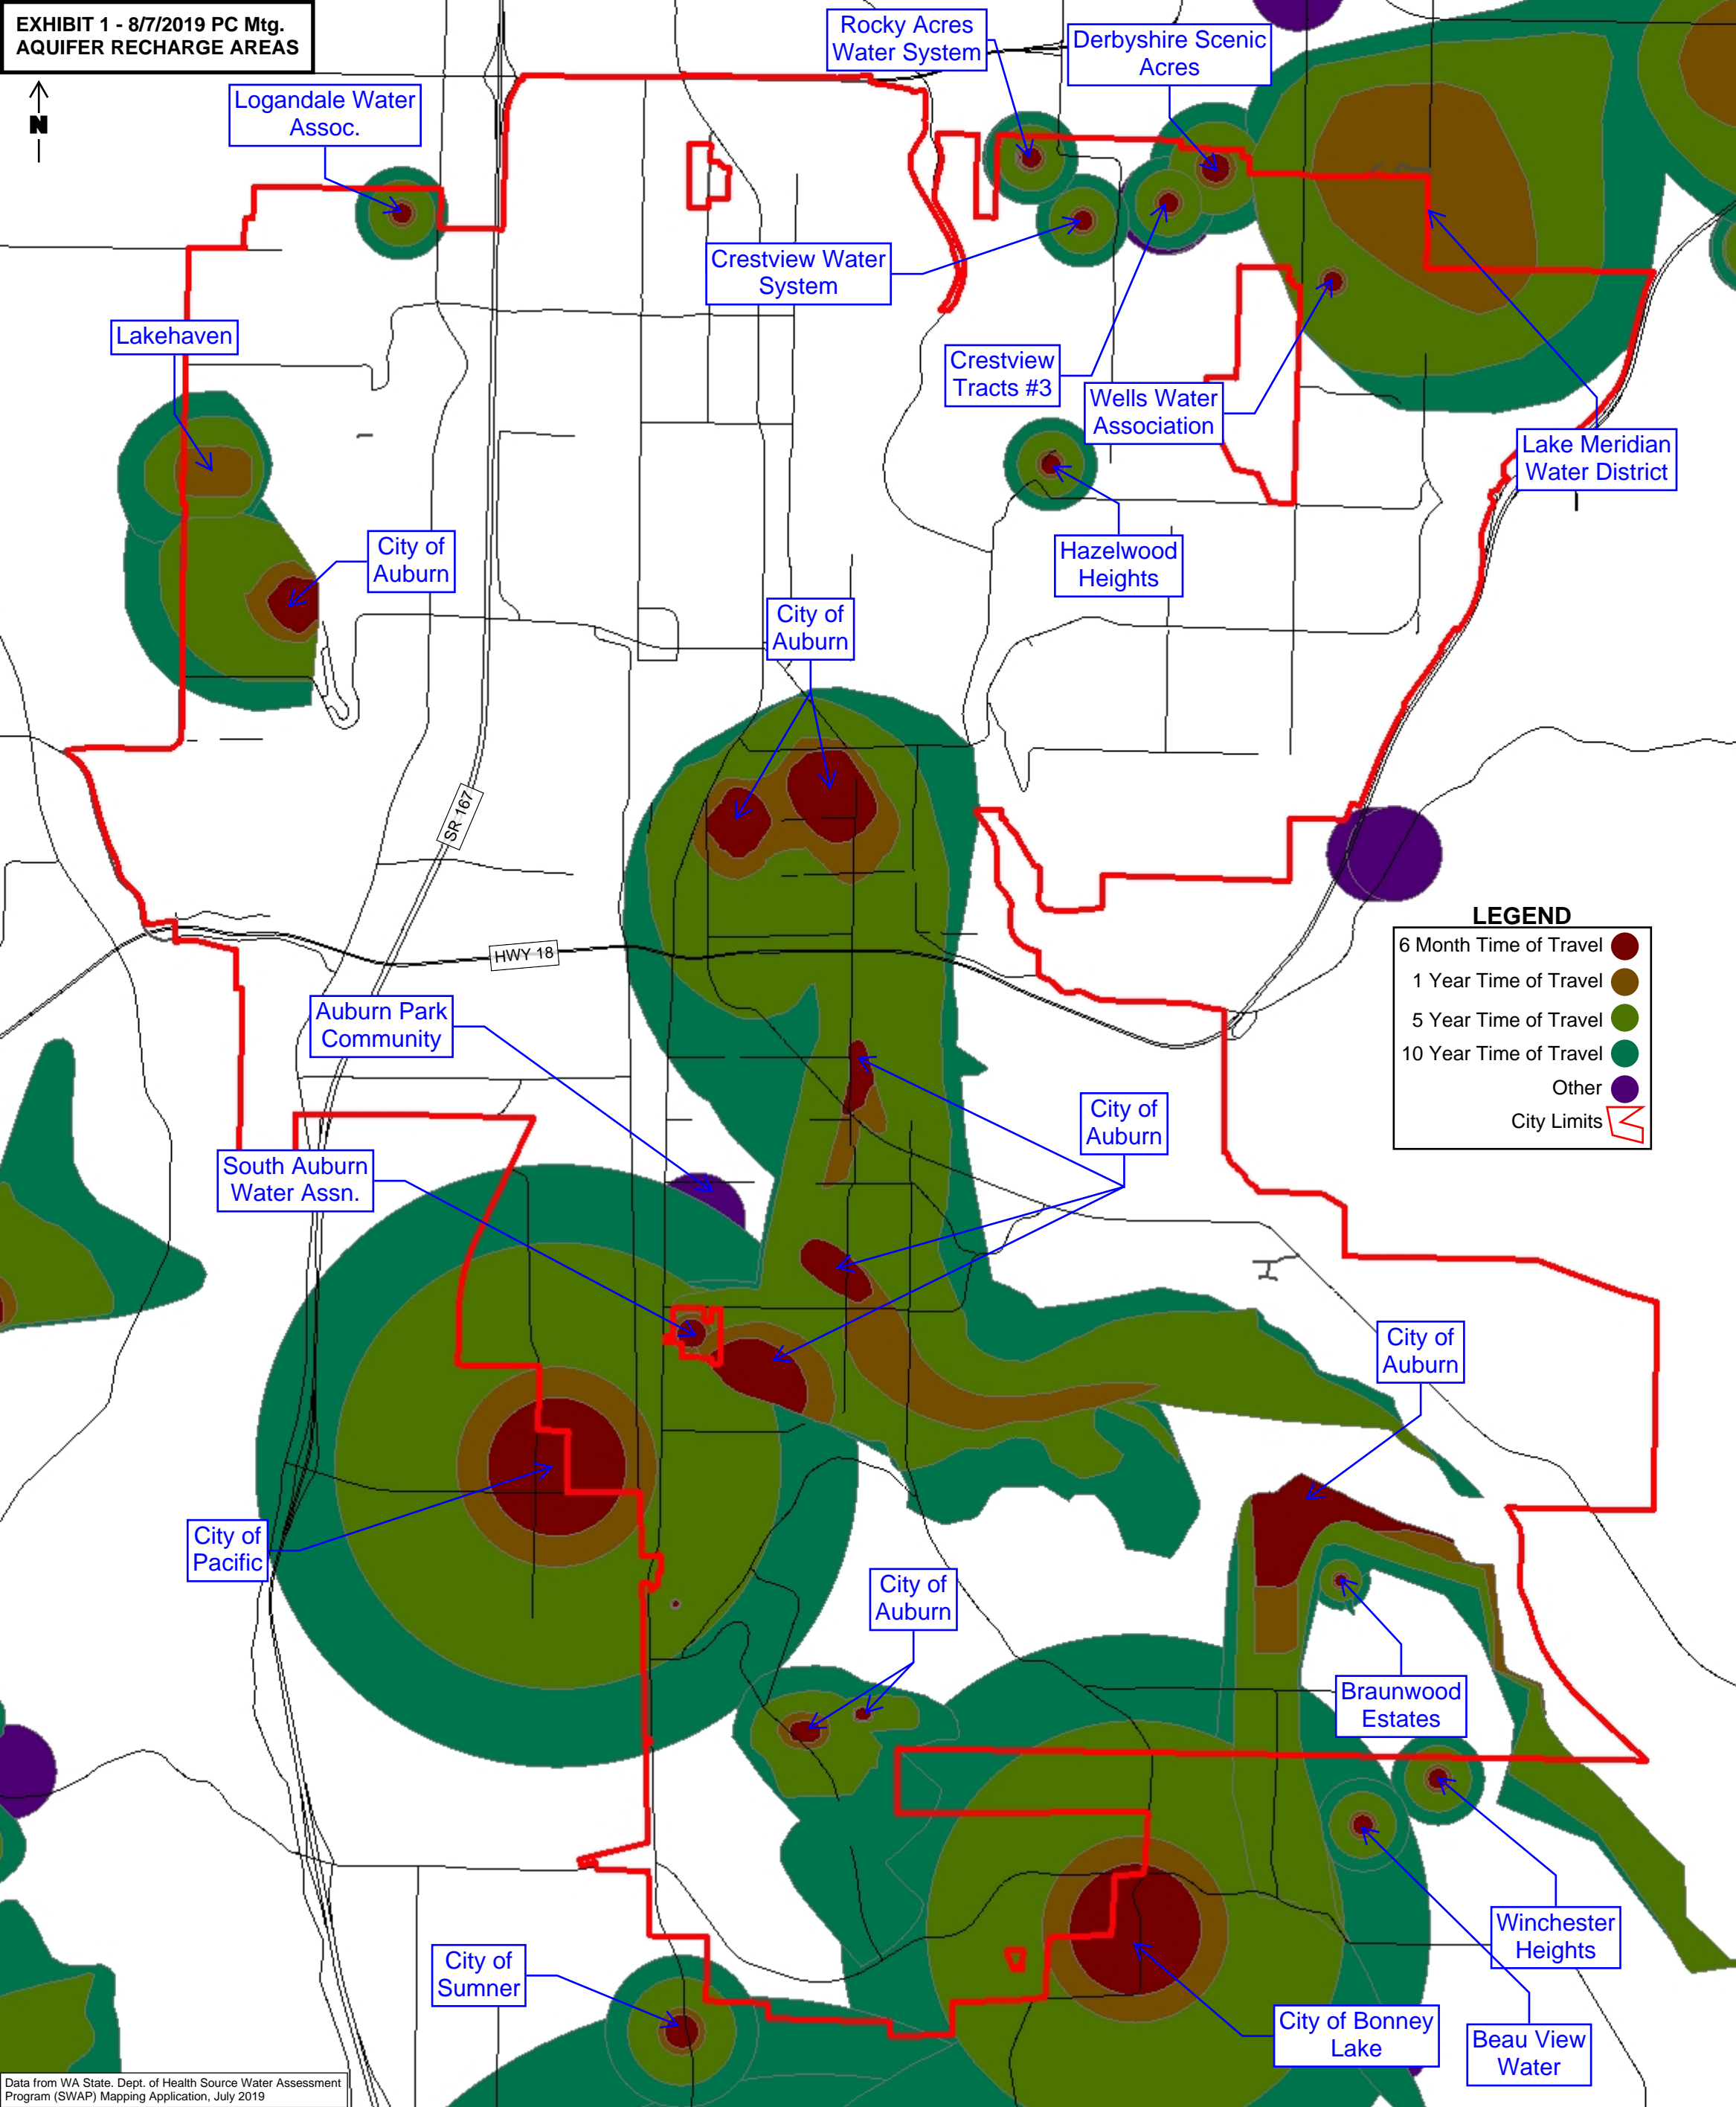 EXHIBIT 1 - 8/7/2019 PC Mtg.
AQUIFER RECHARGE AREAS
N
Rocky Acres
Water System
Derbyshire Scenic
Acres
Logandale Water
Assoc.
Crestview Water
System
Lakehaven
Crestview
Tracts #3
Wells Water
Association
Lake Meridian
Water District
City of
Auburn
Hazelwood
Heights
City of
Auburn
SR 167
HWY 18
LEGEND
6 Month Time of Travel
1 Year Time of Travel
5 Year Time of Travel
10 Year Time of Travel
Other
City Limits
Auburn Park
Community
City of
Auburn
South Auburn
Water Assn.
City of
Auburn
City of
Pacific
City of
Auburn
Braunwood
Estates
Winchester
Heights
City of
Sumner
City of Bonney
Lake
Beau View
Water
Data from WA State. Dept. of Health Source Water Assessment
Program (SWAP) Mapping Application, July 2019